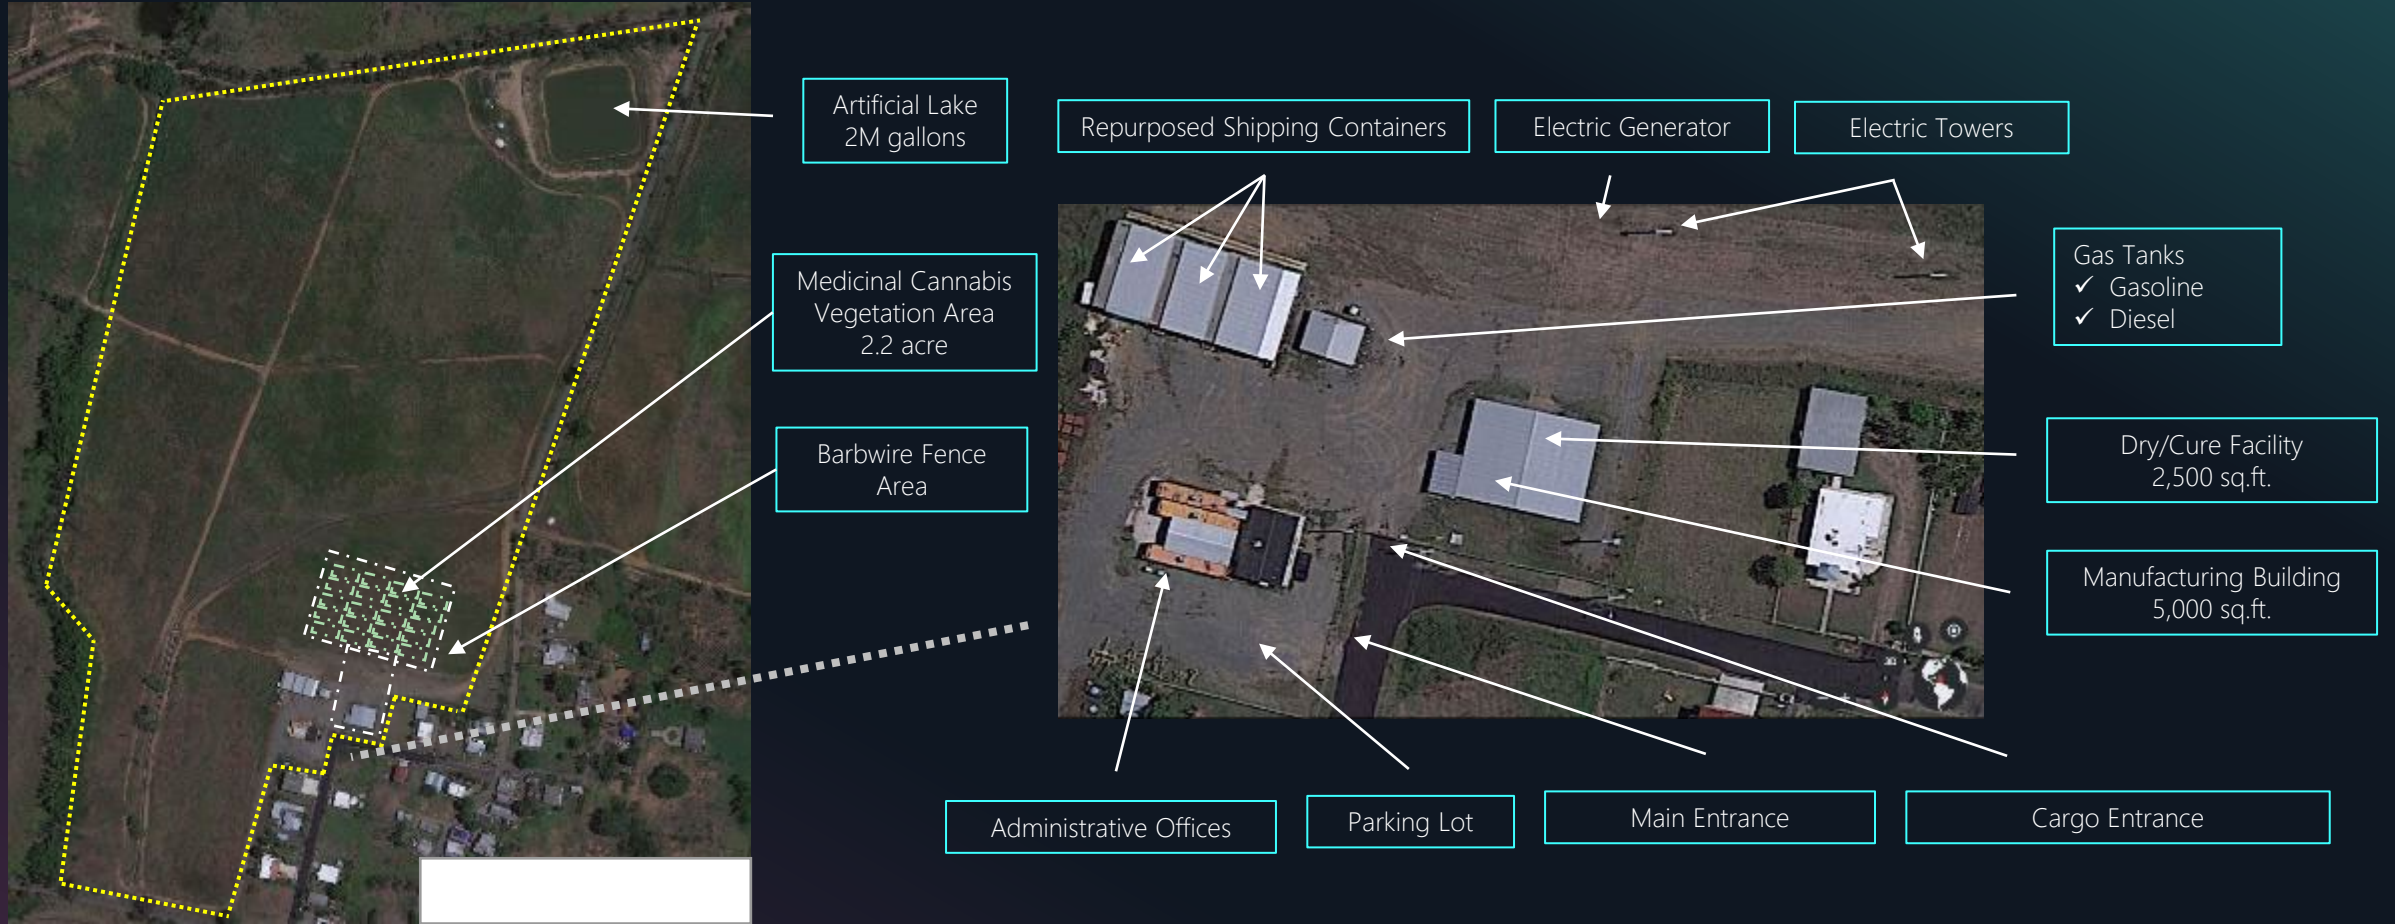 Artificial Lake
2M gallons
Repurposed Shipping Containers
Electric Generator
Electric Towers
Medicinal Cannabis
Vegetation Area
2.2 acre
Gas Tanks
✓ Gasoline
✓ Diesel
Barbwire Fence
Area
Dry/Cure Facility
2,500 sq.ft.
Manufacturing Building
5,000 sq.ft.
Administrative Offices
Parking Lot
Main Entrance
Cargo Entrance